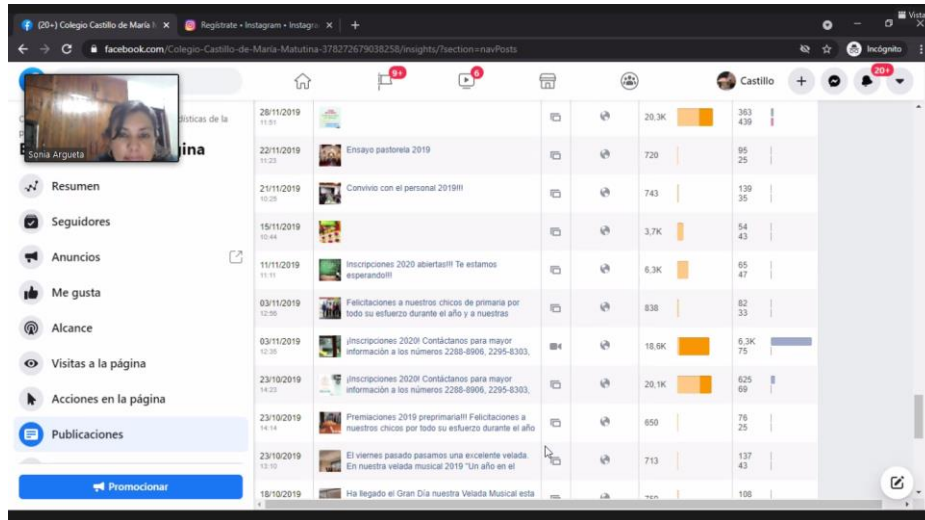 Vista
(20+) Colegio Castillo de María
Regístrate • Instagram • Instagra
facebook.com/Colegio-Castillo-de-María-Matutina-378272679038258/insights/?section=navPosts
Incógnito
9+
6
Castillo
20+
dísticas de la
ina
Sonia Argueta
Resumen
Seguidores
Anuncios
Me gusta
Alcance
Visitas a la página
Acciones en la página
Publicaciones
Promocionar
28/11/2019
11:51
20,3K
363
439
22/11/2019
11:23
Ensayo pastorela 2019
720
95
25
21/11/2019
10:28
Convivio con el personal 2019!!!
743
139
35
15/11/2019
10:44
3,7K
54
43
11/11/2019
11:11
Inscripciones 2020 abiertas!!! Te estamos
esperando!!!
6,3K
65
47
03/11/2019
12:56
Felicitaciones a nuestros chicos de primaria por
todo su esfuerzo durante el año y a nuestras
838
82
33
03/11/2019
12:38
¡Inscripciones 2020! Contáctanos para mayor
información a los números 2288-8906, 2295-8303,
18,6K
6,3K
75
23/10/2019
14:23
¡Inscripciones 2020! Contáctanos para mayor
información a los números 2288-8906, 2295-8303,
20,1K
625
69
23/10/2019
14:14
Premiaciones 2019 preprimaria!!! Felicitaciones a
nuestros chicos por todo su esfuerzo durante el año
650
76
25
23/10/2019
13:10
El viernes pasado pasamos una excelente velada.
En nuestra velada musical 2019 "Un año en el
713
137
43
18/10/2019
Ha llegado el Gran Día nuestra Velada Musical esta
760
108